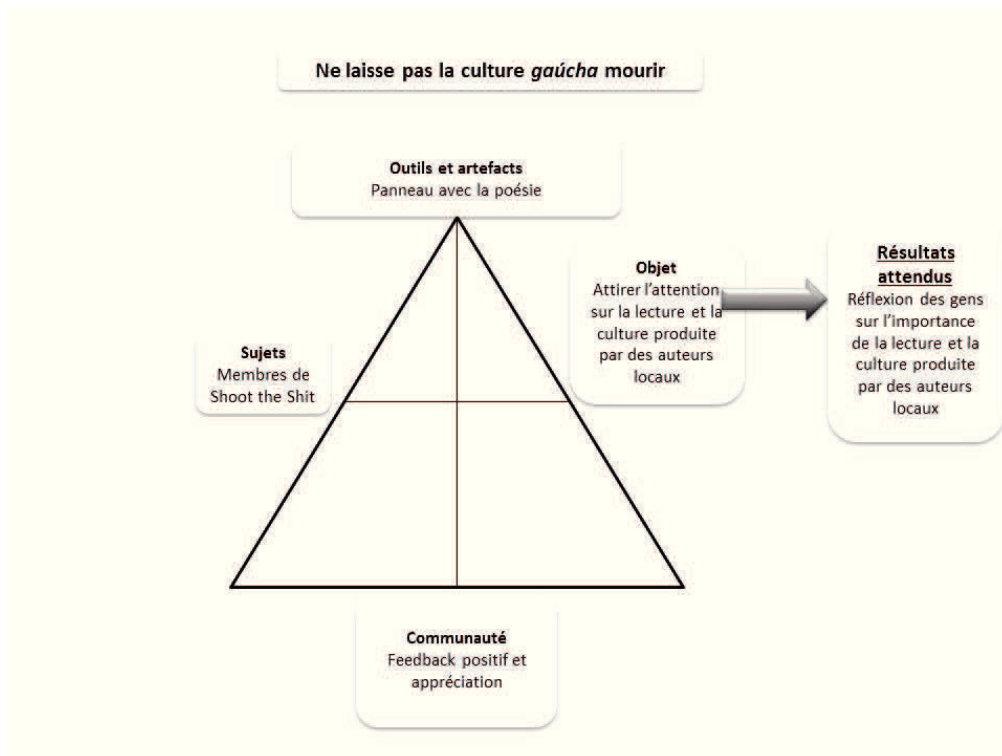 Ne laisse pas la culture gaúcha mourir
Outils et artefacts
Panneau avec la poésie
Objet
Attirer l'attention
sur la lecture et la
culture produite
par des auteurs
locaux
Résultats
attendus
Réflexion des gens
sur l'importance
de la lecture et la
culture produite
par des auteurs
locaux
Sujets
Membres de
Shoot the Shit
Communauté
Feedback positif et
appréciation